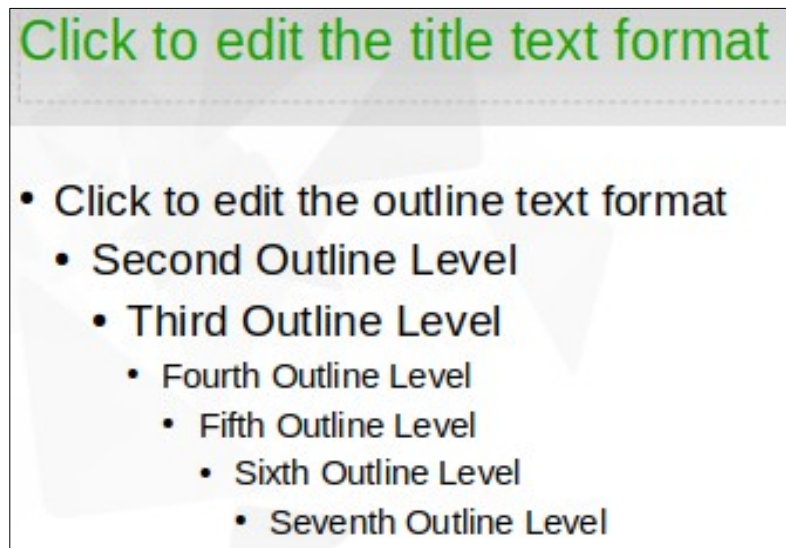 Click to edit the title text format
• Click to edit the outline text format
• Second Outline Level
• Third Outline Level
• Fourth Outline Level
• Fifth Outline Level
• Sixth Outline Level
• Seventh Outline Level